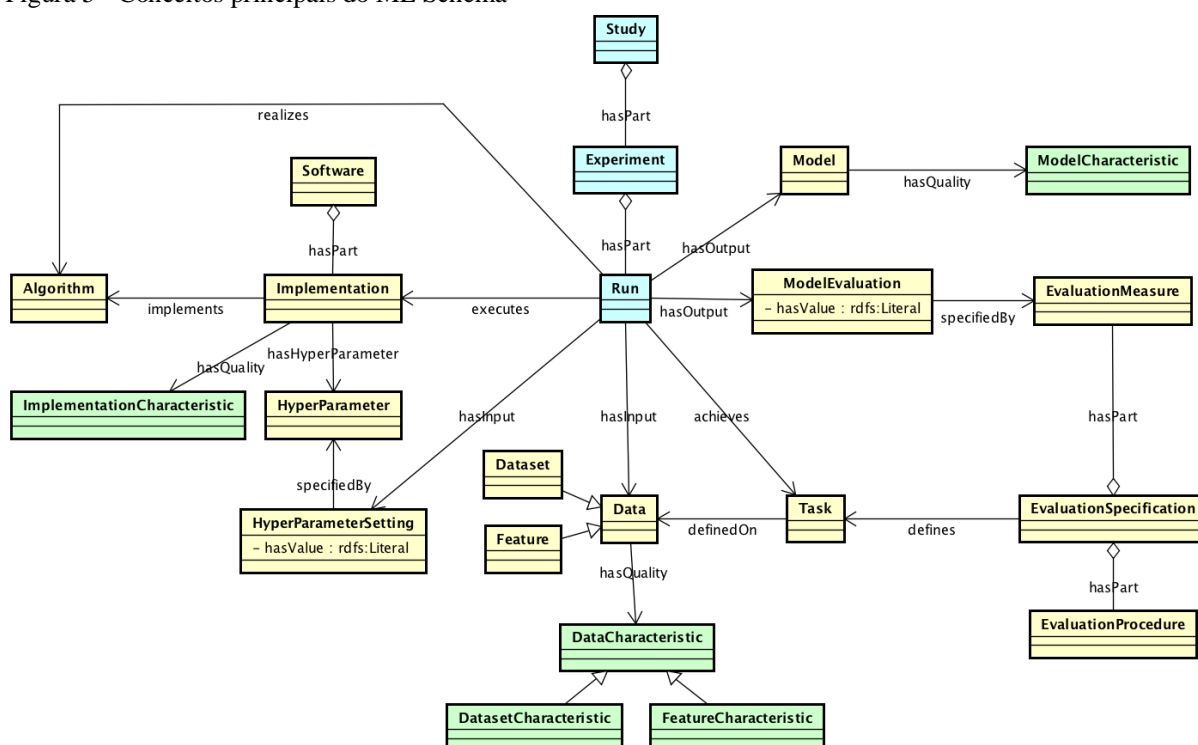 Figura 3 - Conceitos principais do ML Schema
Study
hasPart
realizes
Software
Experiment
Model
ModelCharacteristic
hasQuality
hasPart
hasPart
hasOutput
Algorithm
implements
Implementation
executes
Run
hasOutput
ModelEvaluation
- hasValue : rdfs:Literal
specifiedBy
EvaluationMeasure
hasQuality
hasHyperParameter
ImplementationCharacteristic
HyperParameter
hasInput
hasInput
achieves
hasPart
specifiedBy
Dataset
HyperParameterSetting
- hasValue : rdfs:Literal
Feature
Data
definedOn
Task
defines
EvaluationSpecification
hasQuality
hasPart
DataCharacteristic
EvaluationProcedure
DatasetCharacteristic
FeatureCharacteristic